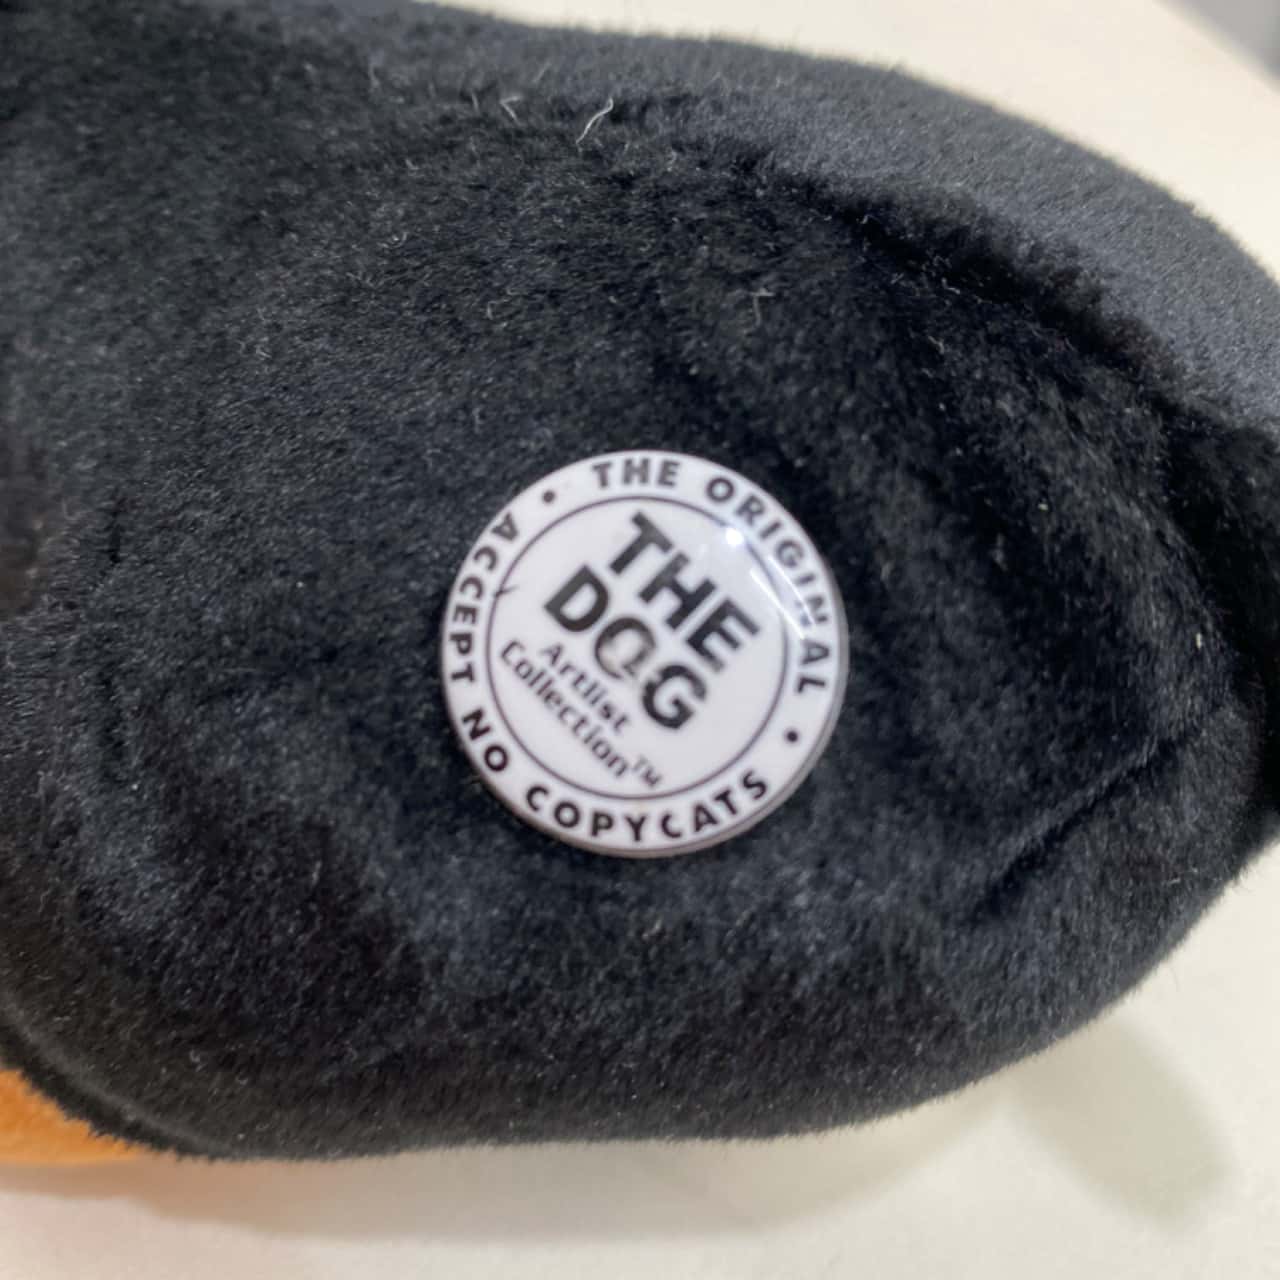 THE ORIGINAL •
ACCEPT NO COPYCATS •
THE
DOG
Artlist
Collection™